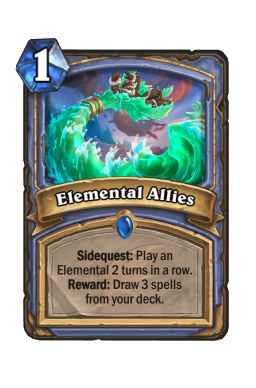 1
Elemental Allies
Sidequest: Play an
Elemental 2 turns in a row.
Reward: Draw 3 spells
from your deck.